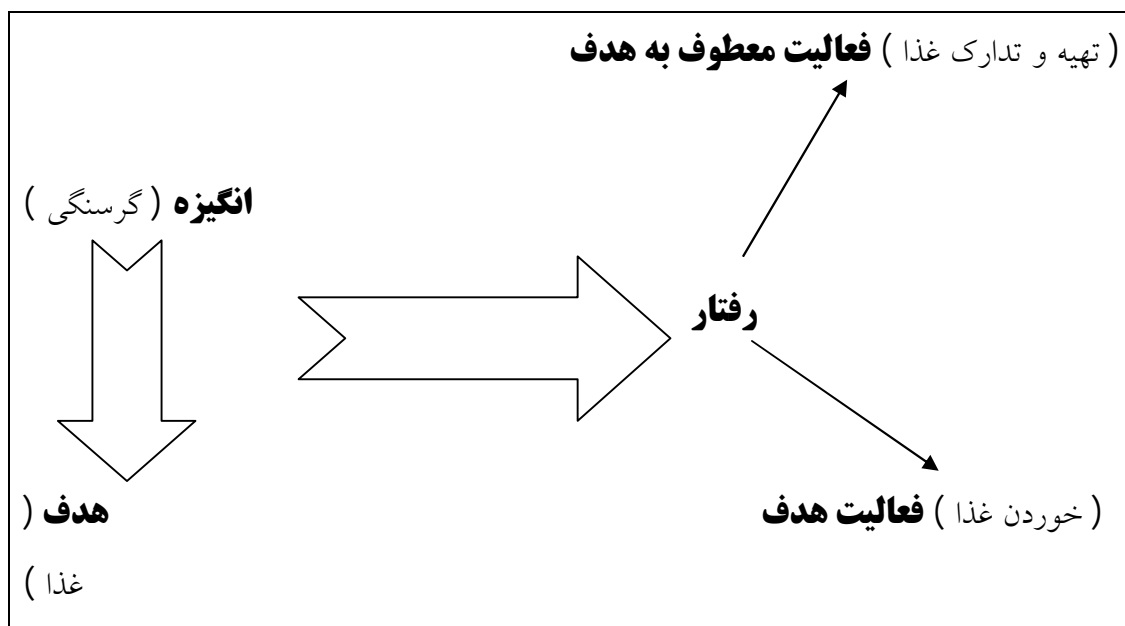 فعالیت معطوف به هدف ( تهیه و تدارک غذا )
انگیزه ( گرسنگی )
رفتار
فعالیت هدف ( خوردن غذا )
هدف (
غذا )